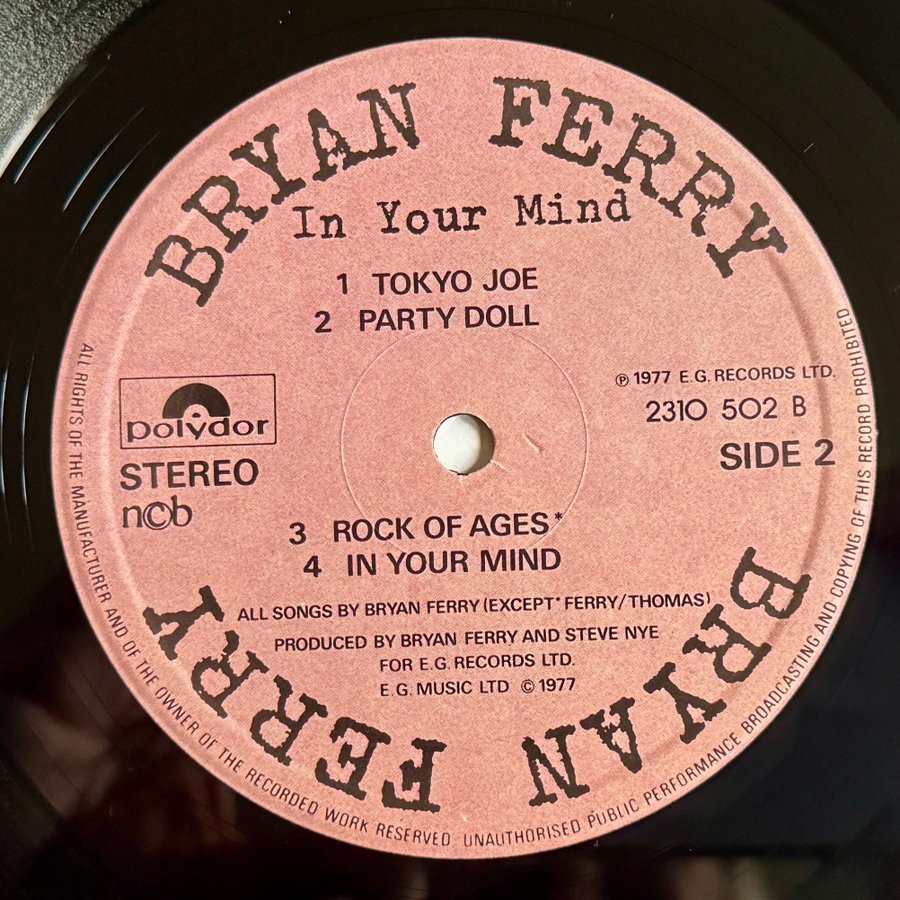 BRYAN FERRY
In Your Mind
1 TOKYO JOE
2 PARTY DOLL
℗ 1977 E.G. RECORDS LTD.
2310 502 B
SIDE 2
polydor
STEREO
n©b
3 ROCK OF AGES*
4 IN YOUR MIND
ALL SONGS BY BRYAN FERRY (EXCEPT* FERRY/THOMAS)
PRODUCED BY BRYAN FERRY AND STEVE NYE
FOR E.G. RECORDS LTD.
E.G. MUSIC LTD © 1977
BRYAN FERRY
ALL RIGHTS OF THE MANUFACTURER AND OF THE OWNER OF THE RECORDED WORK RESERVED UNAUTHORISED PUBLIC PERFORMANCE BROADCASTING AND COPYING OF THIS RECORD PROHIBITED